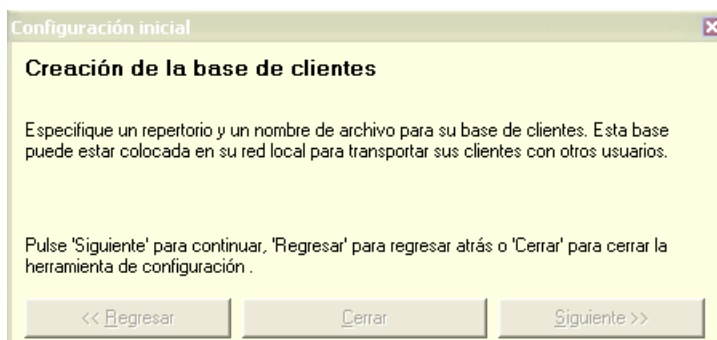 Configuración inicial
Creación de la base de clientes
Especifique un repertorio y un nombre de archivo para su base de clientes. Esta base
puede estar colocada en su red local para transportar sus clientes con otros usuarios.
Pulse 'Siguiente' para continuar, 'Regresar' para regresar atrás o 'Cerrar' para cerrar la
herramienta de configuración .
<< Regresar Cerrar Siguiente >>